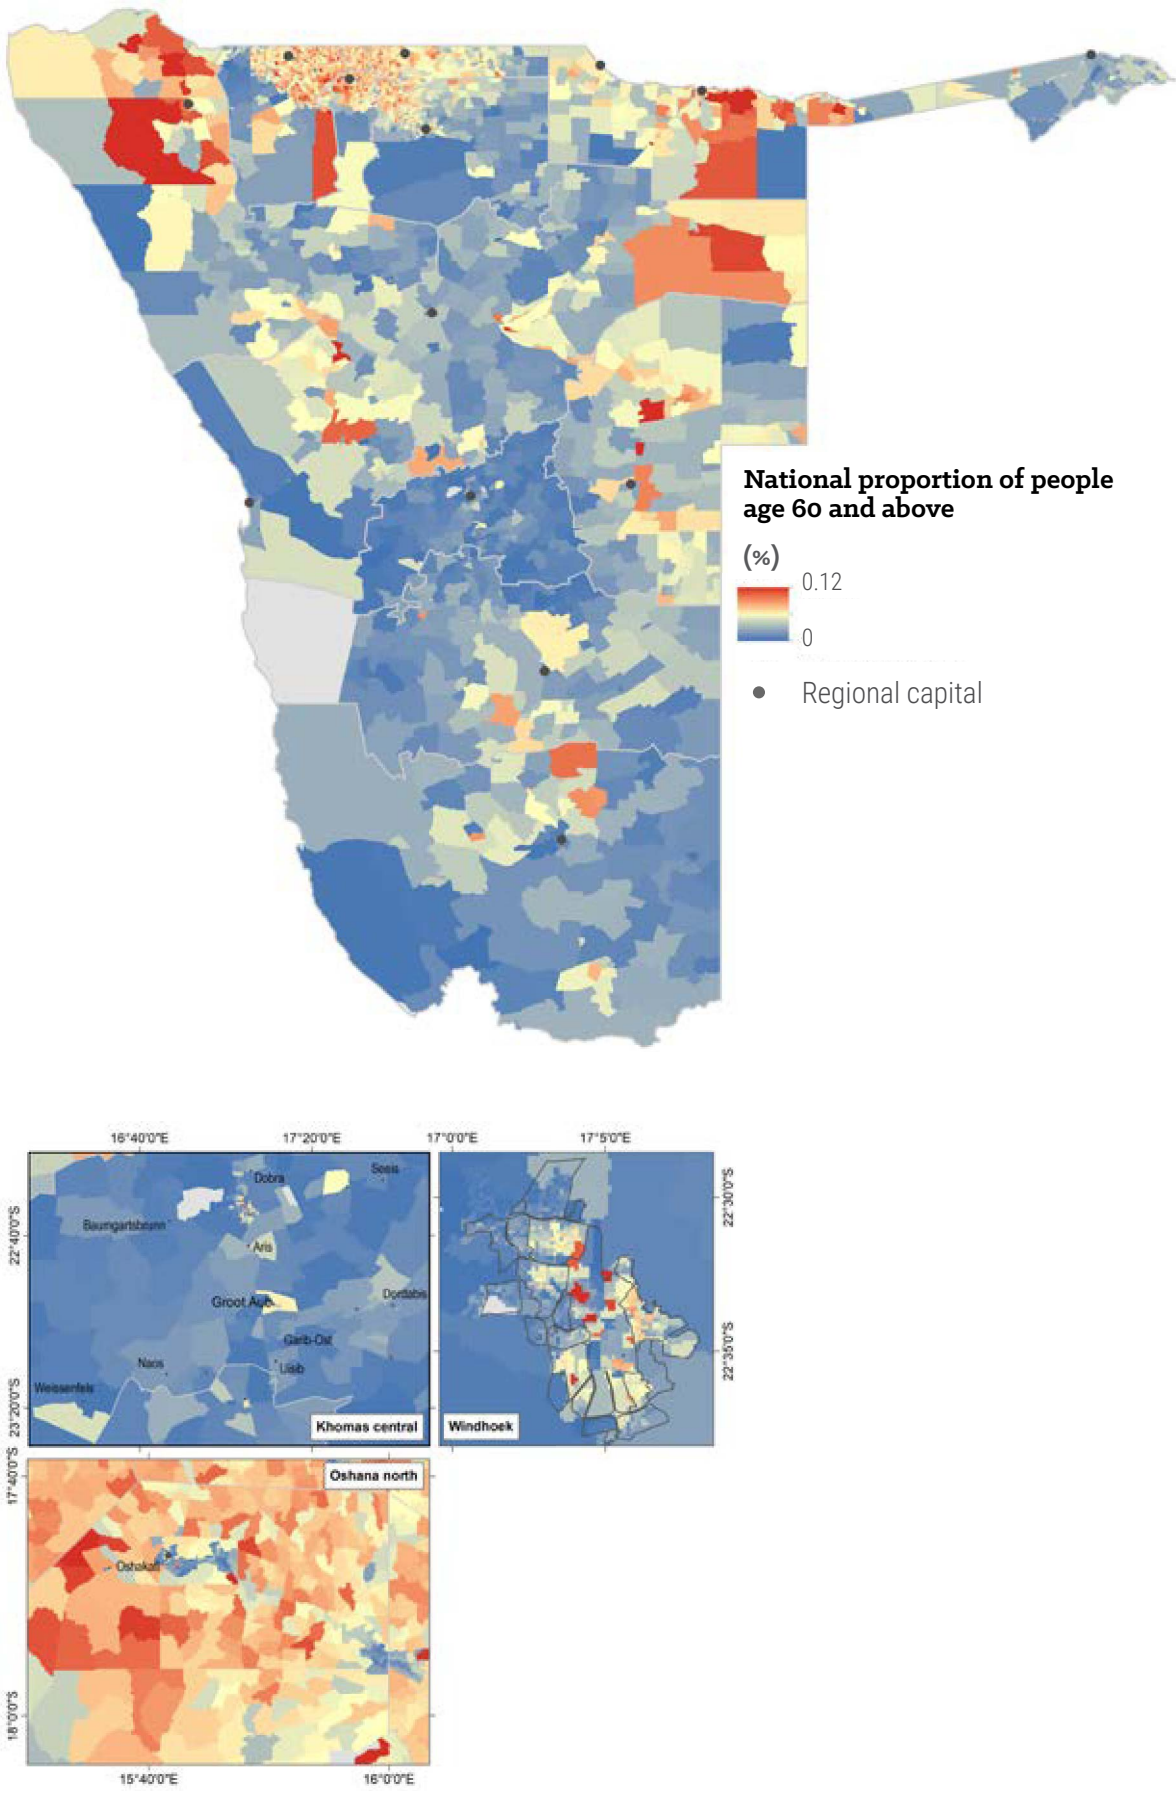 National proportion of people
age 60 and above
(%)
0.12
0
Regional capital
16°40'0"E
17°20'0"E
17°0'0"E
17°5'0"E
22°40'0"S
23°20'0"S
Dobra
Seeis
Baumgartsbrunn
Aris
Groot Aub
Dordabis
Garib-Ost
Naos
Uisib
Weissenfels
Khomas central
Windhoek
22°30'0"S
22°35'0"S
17°40'0"S
18°0'0"S
Oshana north
Oshakati
15°40'0"E
16°0'0"E